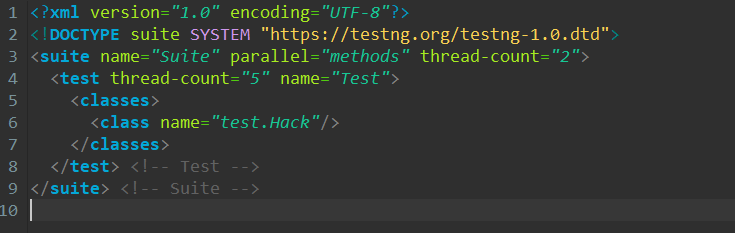 1 <?xml version="1.0" encoding="UTF-8"?>
2 <!DOCTYPE suite SYSTEM "https://testng.org/testng-1.0.dtd">
3 <suite name="Suite" parallel="methods" thread-count="2">
4   <test thread-count="5" name="Test">
5     <classes>
6       <class name="test.Hack"/>
7     </classes>
8   </test> <!-- Test -->
9 </suite> <!-- Suite -->
10